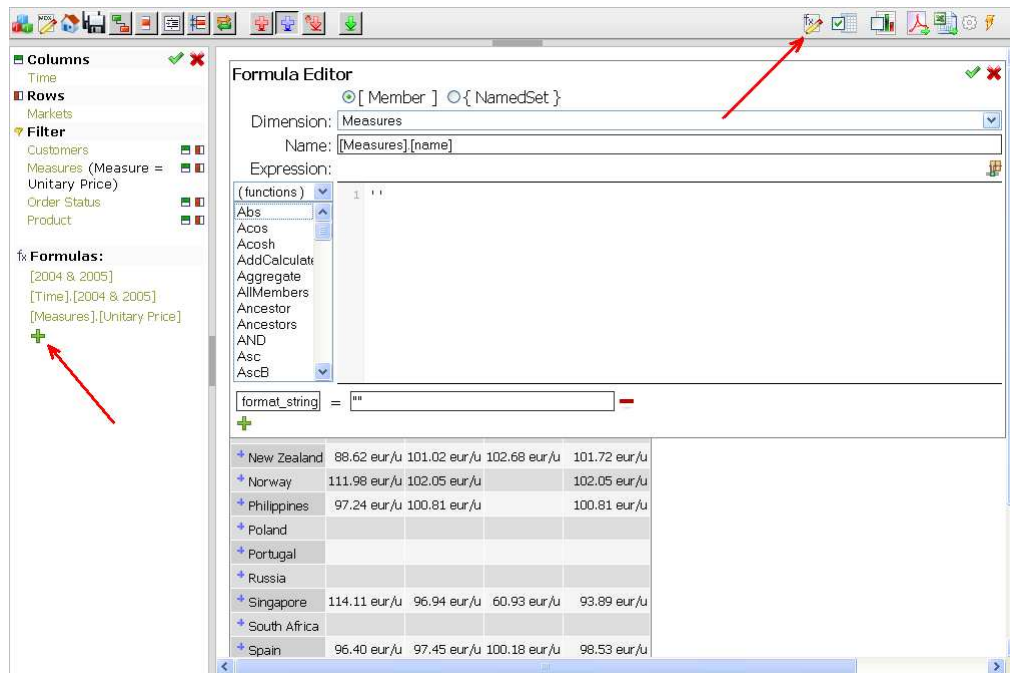 MDX
fx
Columns
Time
Rows
Markets
Filter
Customers
Measures (Measure =
Unitary Price)
Order Status
Product
fx Formulas:
[2004 & 2005]
[Time].[2004 & 2005]
[Measures].[Unitary Price]
Formula Editor
[ Member ] { NamedSet }
Dimension: Measures
Name: [Measures].[name]
Expression:
(functions)
1 ''
Abs
Acos
Acosh
AddCalculate
Aggregate
AllMembers
Ancestor
Ancestors
AND
Asc
AscB
format_string = ""
New Zealand 88.62 eur/u 101.02 eur/u 102.68 eur/u 101.72 eur/u
Norway 111.98 eur/u 102.05 eur/u 102.05 eur/u
Philippines 97.24 eur/u 100.81 eur/u 100.81 eur/u
Poland
Portugal
Russia
Singapore 114.11 eur/u 96.94 eur/u 60.93 eur/u 93.89 eur/u
South Africa
Spain 96.40 eur/u 97.45 eur/u 100.18 eur/u 98.53 eur/u